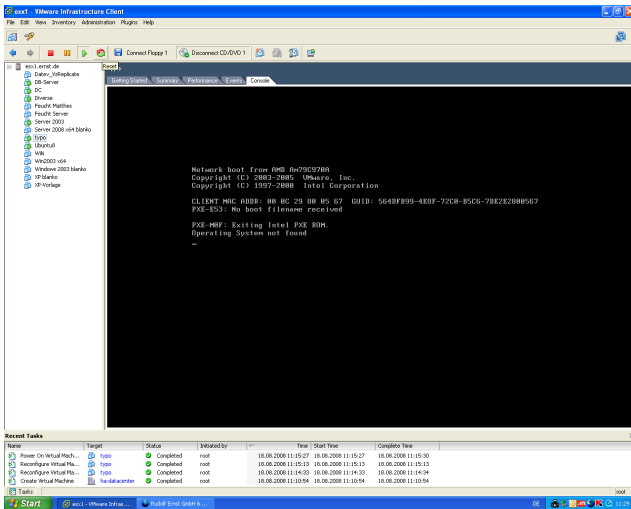 esx1 - VMware Infrastructure Client
File Edit View Inventory Administration Plugins Help
Connect Floppy 1 Disconnect CD/DVD 1
Reset
esx1.ernst.de
Datev_VzReplicate
DB-Server
DC
Diverse
Feucht Matthes
Feucht Server
Server 2003
Server 2008 x64 blanko
typo
Ubuntu8
Wiki
Win2003 x64
Windows 2003 blanko
XP blanko
XP-Vorlage
Getting Started Summary Performance Events Console
Network boot from AMD Am79C970A
Copyright (C) 2003-2005 VMware, Inc.
Copyright (C) 1997-2000 Intel Corporation
CLIENT MAC ADDR: 00 0C 29 80 05 67 GUID: 564DFB99-4E8F-72C0-B5C6-7DE2E2800567
PXE-E53: No boot filename received
PXE-M0F: Exiting Intel PXE ROM.
Operating System not found
Recent Tasks
Name Target Status Initiated by Time Start Time Complete Time
Power On Virtual Mach... typo Completed root 18.08.2008 11:15:27 18.08.2008 11:15:27 18.08.2008 11:15:30
Reconfigure Virtual Ma... typo Completed root 18.08.2008 11:15:13 18.08.2008 11:15:13 18.08.2008 11:15:13
Reconfigure Virtual Ma... typo Completed root 18.08.2008 11:14:33 18.08.2008 11:14:33 18.08.2008 11:14:34
Create Virtual Machine ha-datacenter Completed root 18.08.2008 11:10:54 18.08.2008 11:10:54 18.08.2008 11:10:54
Tasks root
Start esx1 - VMware Infras... Rudolf Ernst GmbH &... DE 11:29